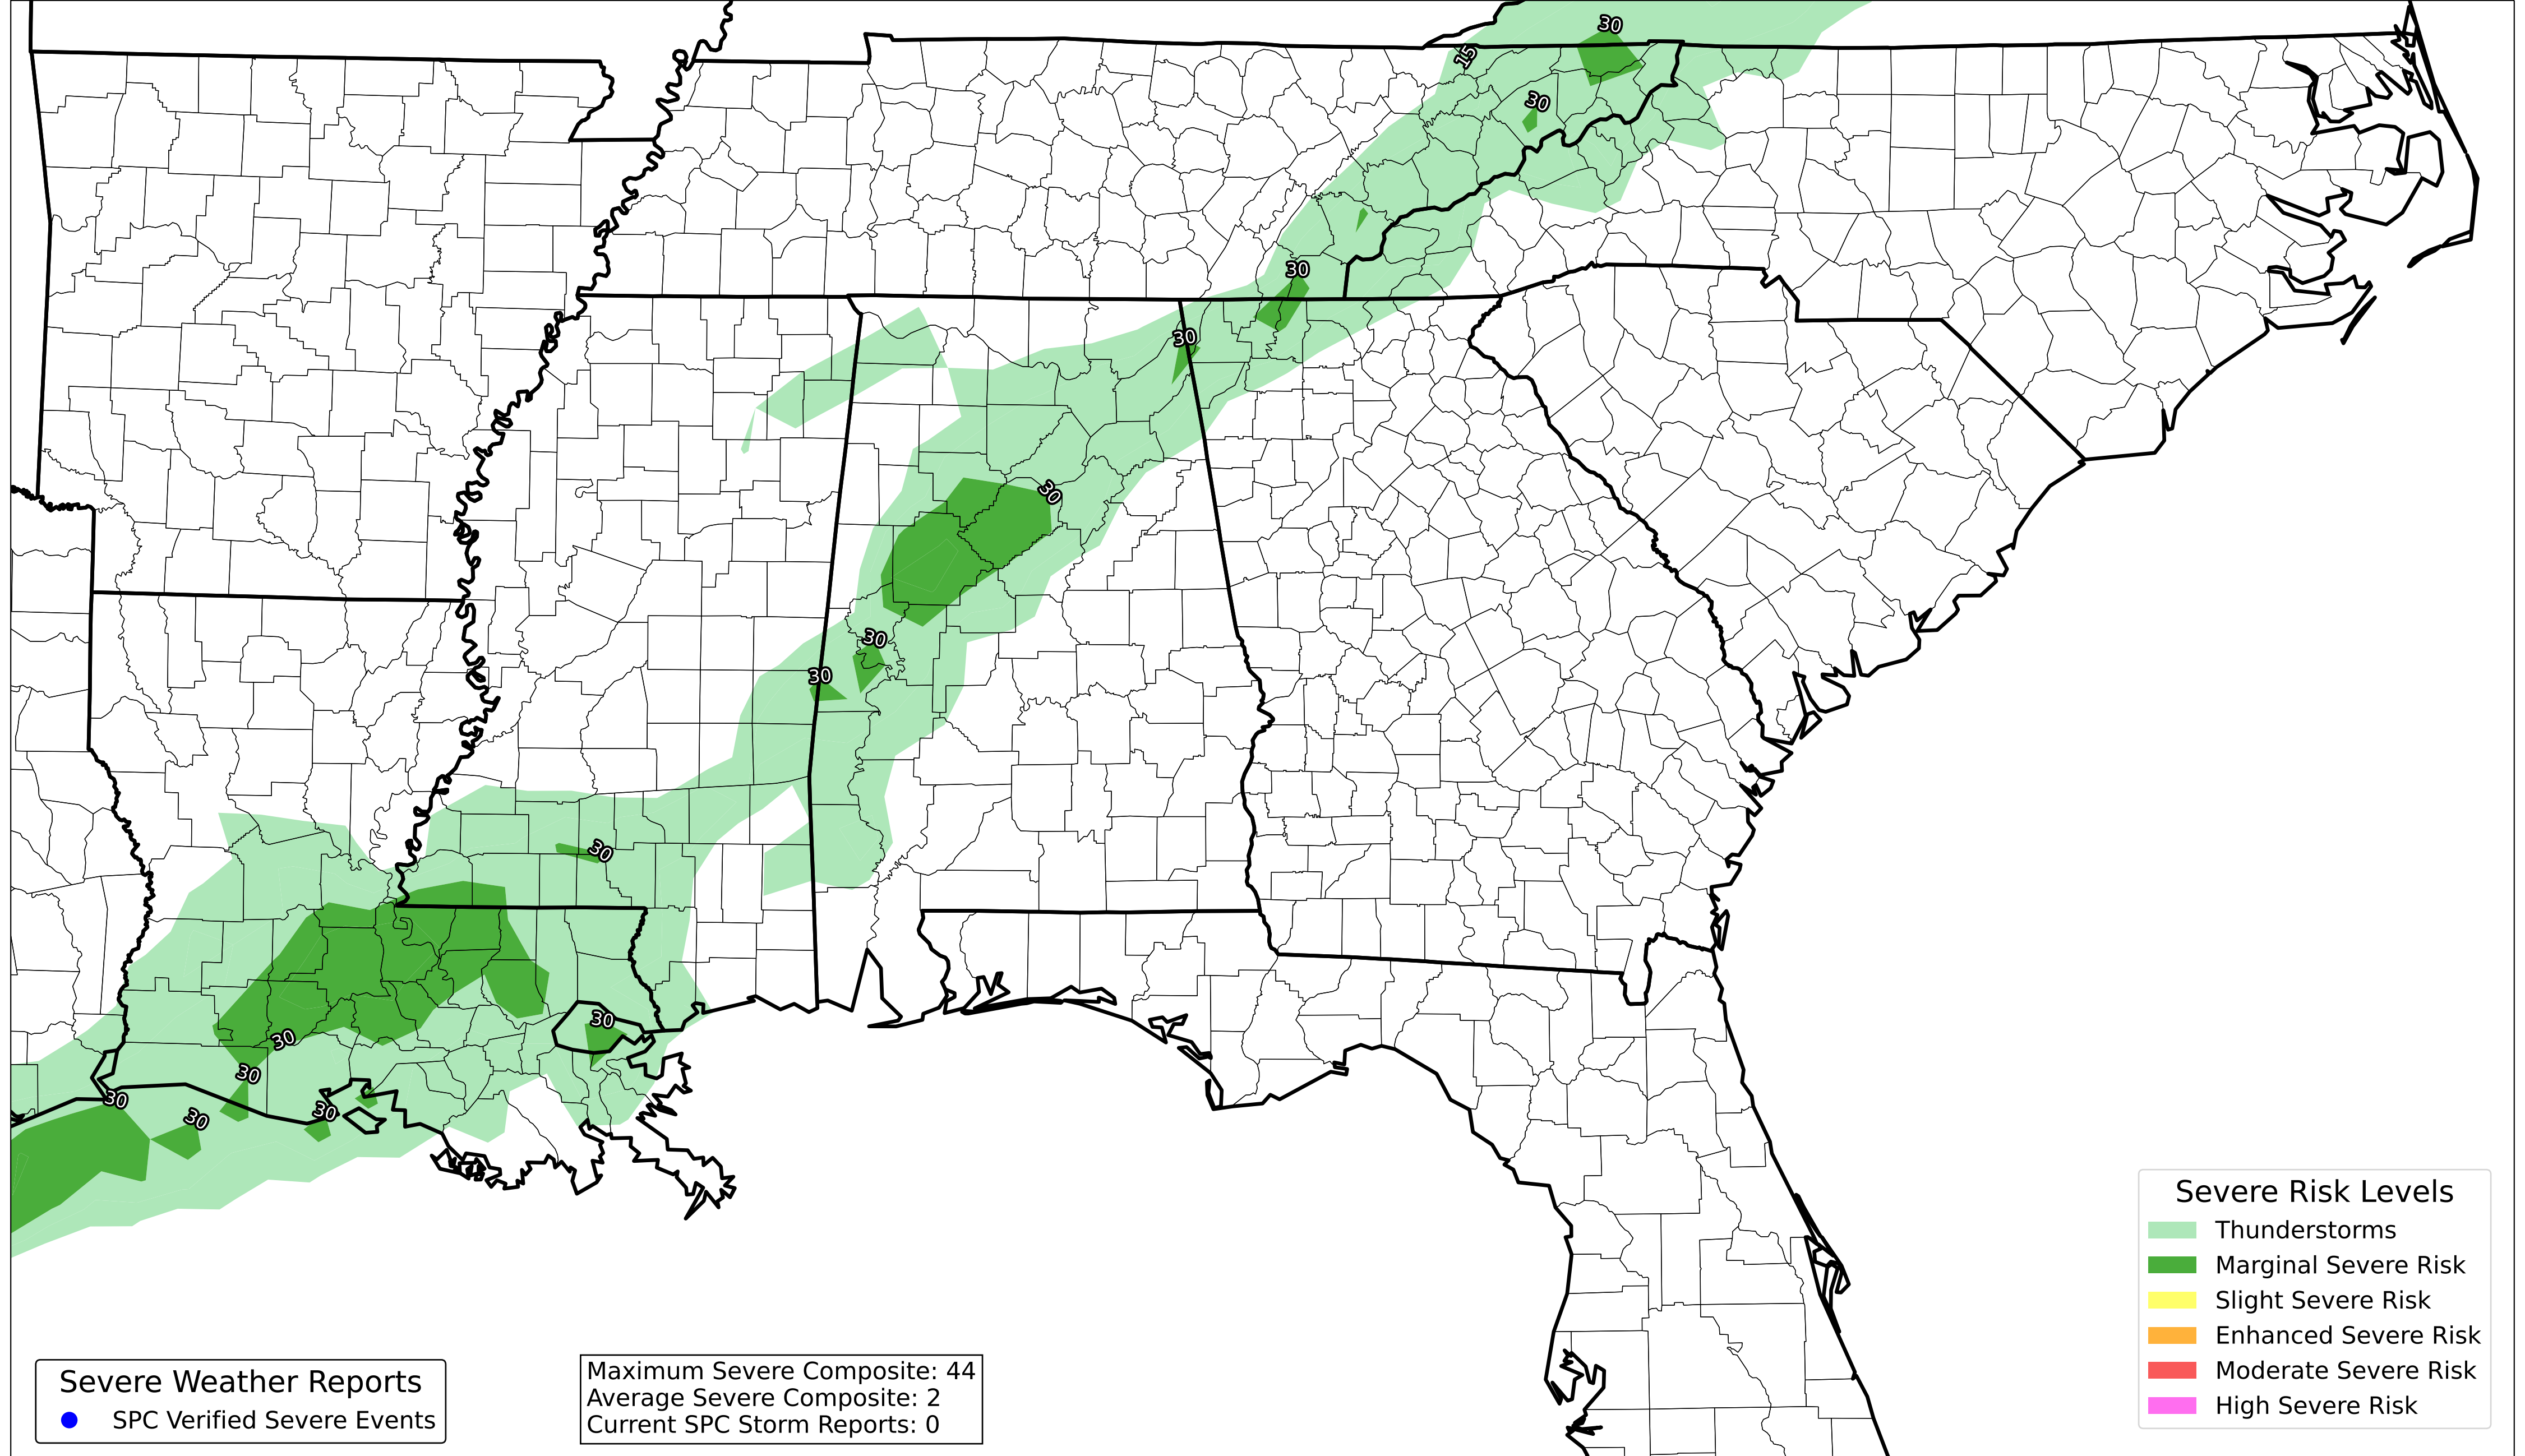 30
15
30
30
30
30
30
30
30
30
30
30
30
30
30
Severe Risk Levels
Thunderstorms
Marginal Severe Risk
Slight Severe Risk
Enhanced Severe Risk
Moderate Severe Risk
High Severe Risk
Severe Weather Reports
SPC Verified Severe Events
Maximum Severe Composite: 44
Average Severe Composite: 2
Current SPC Storm Reports: 0